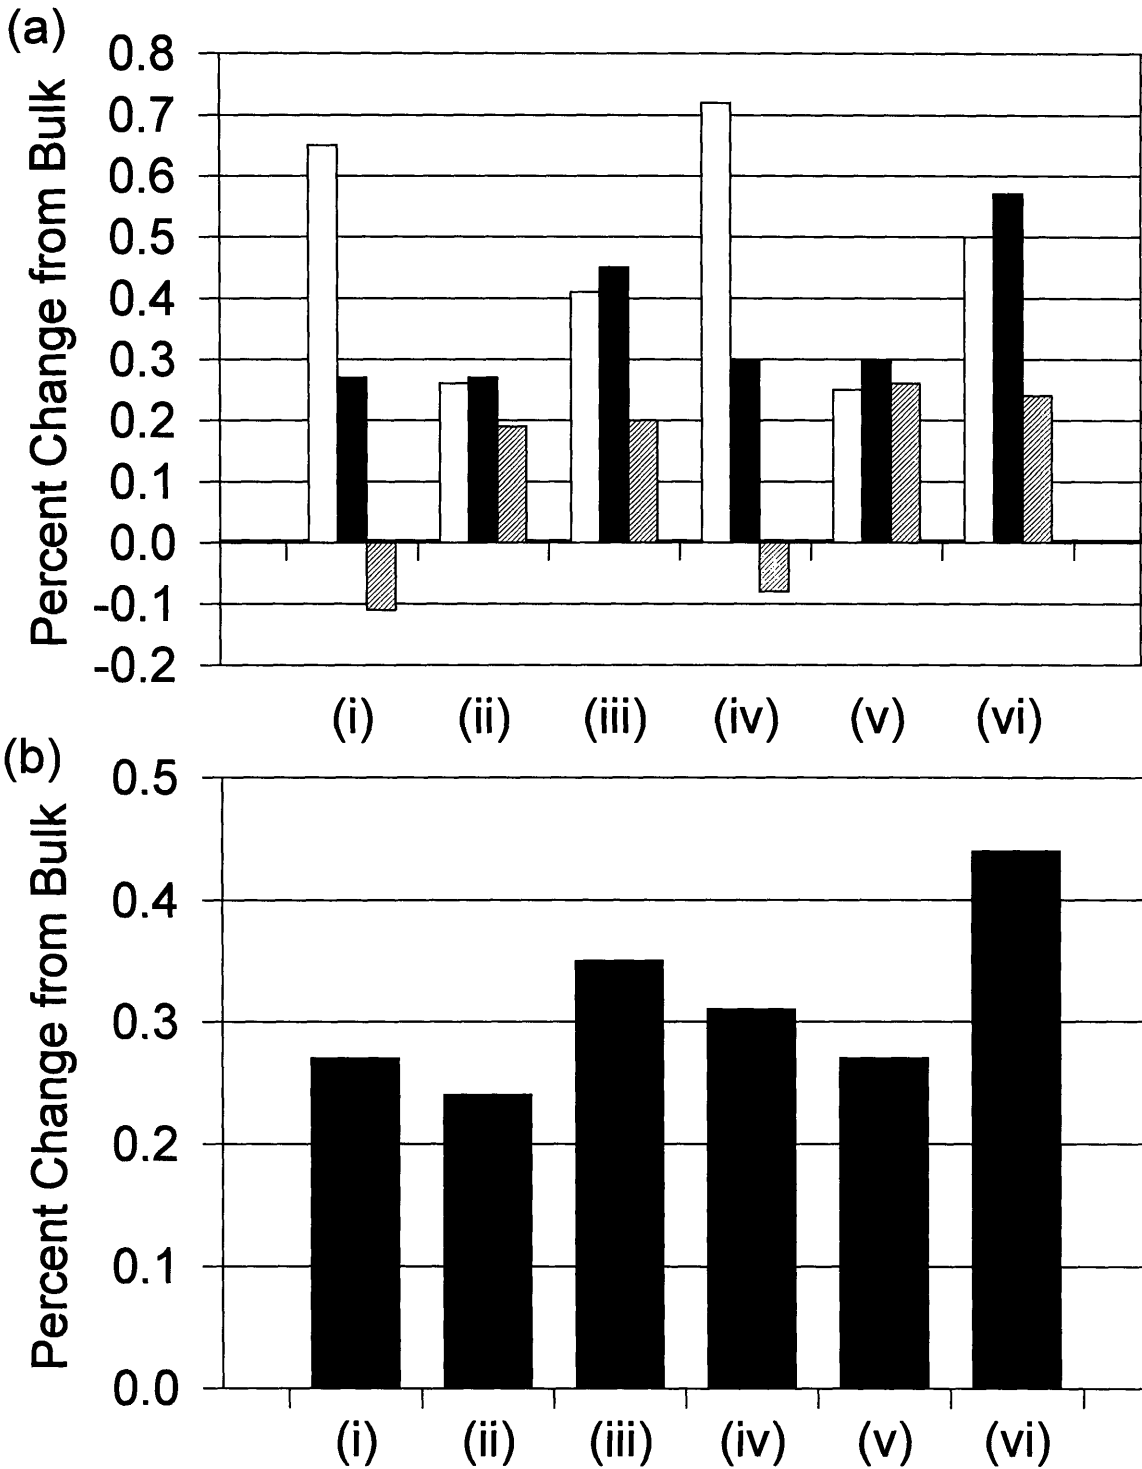 (a)
Percent Change from Bulk
0.8
0.7
0.6
0.5
0.4
0.3
0.2
0.1
0.0
-0.1
-0.2
(i) (ii) (iii) (iv) (v) (vi)
(b)
Percent Change from Bulk
0.5
0.4
0.3
0.2
0.1
0.0
(i) (ii) (iii) (iv) (v) (vi)